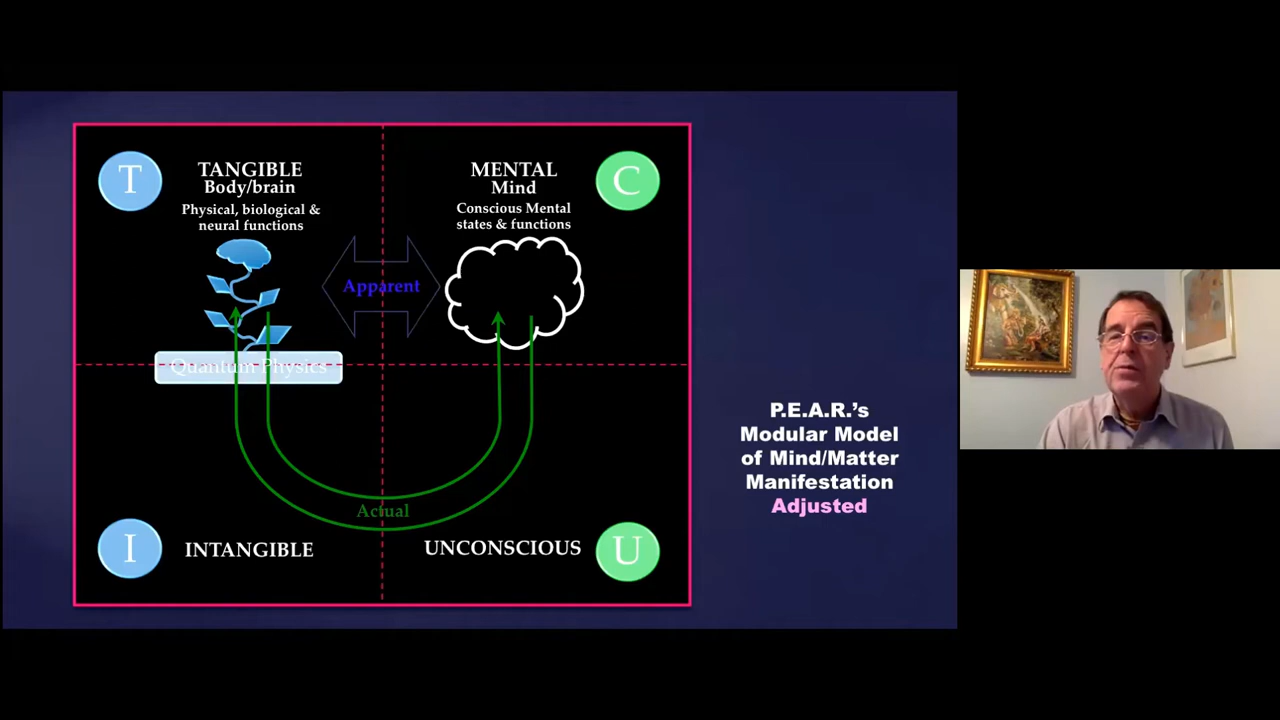 T
TANGIBLE
Body/brain
Physical, biological &
neural functions
MENTAL
Mind
Conscious Mental
states & functions
C
Apparent
Quantum Physics
Actual
I
INTANGIBLE
UNCONSCIOUS
U
P.E.A.R.'s
Modular Model
of Mind/Matter
Manifestation
Adjusted